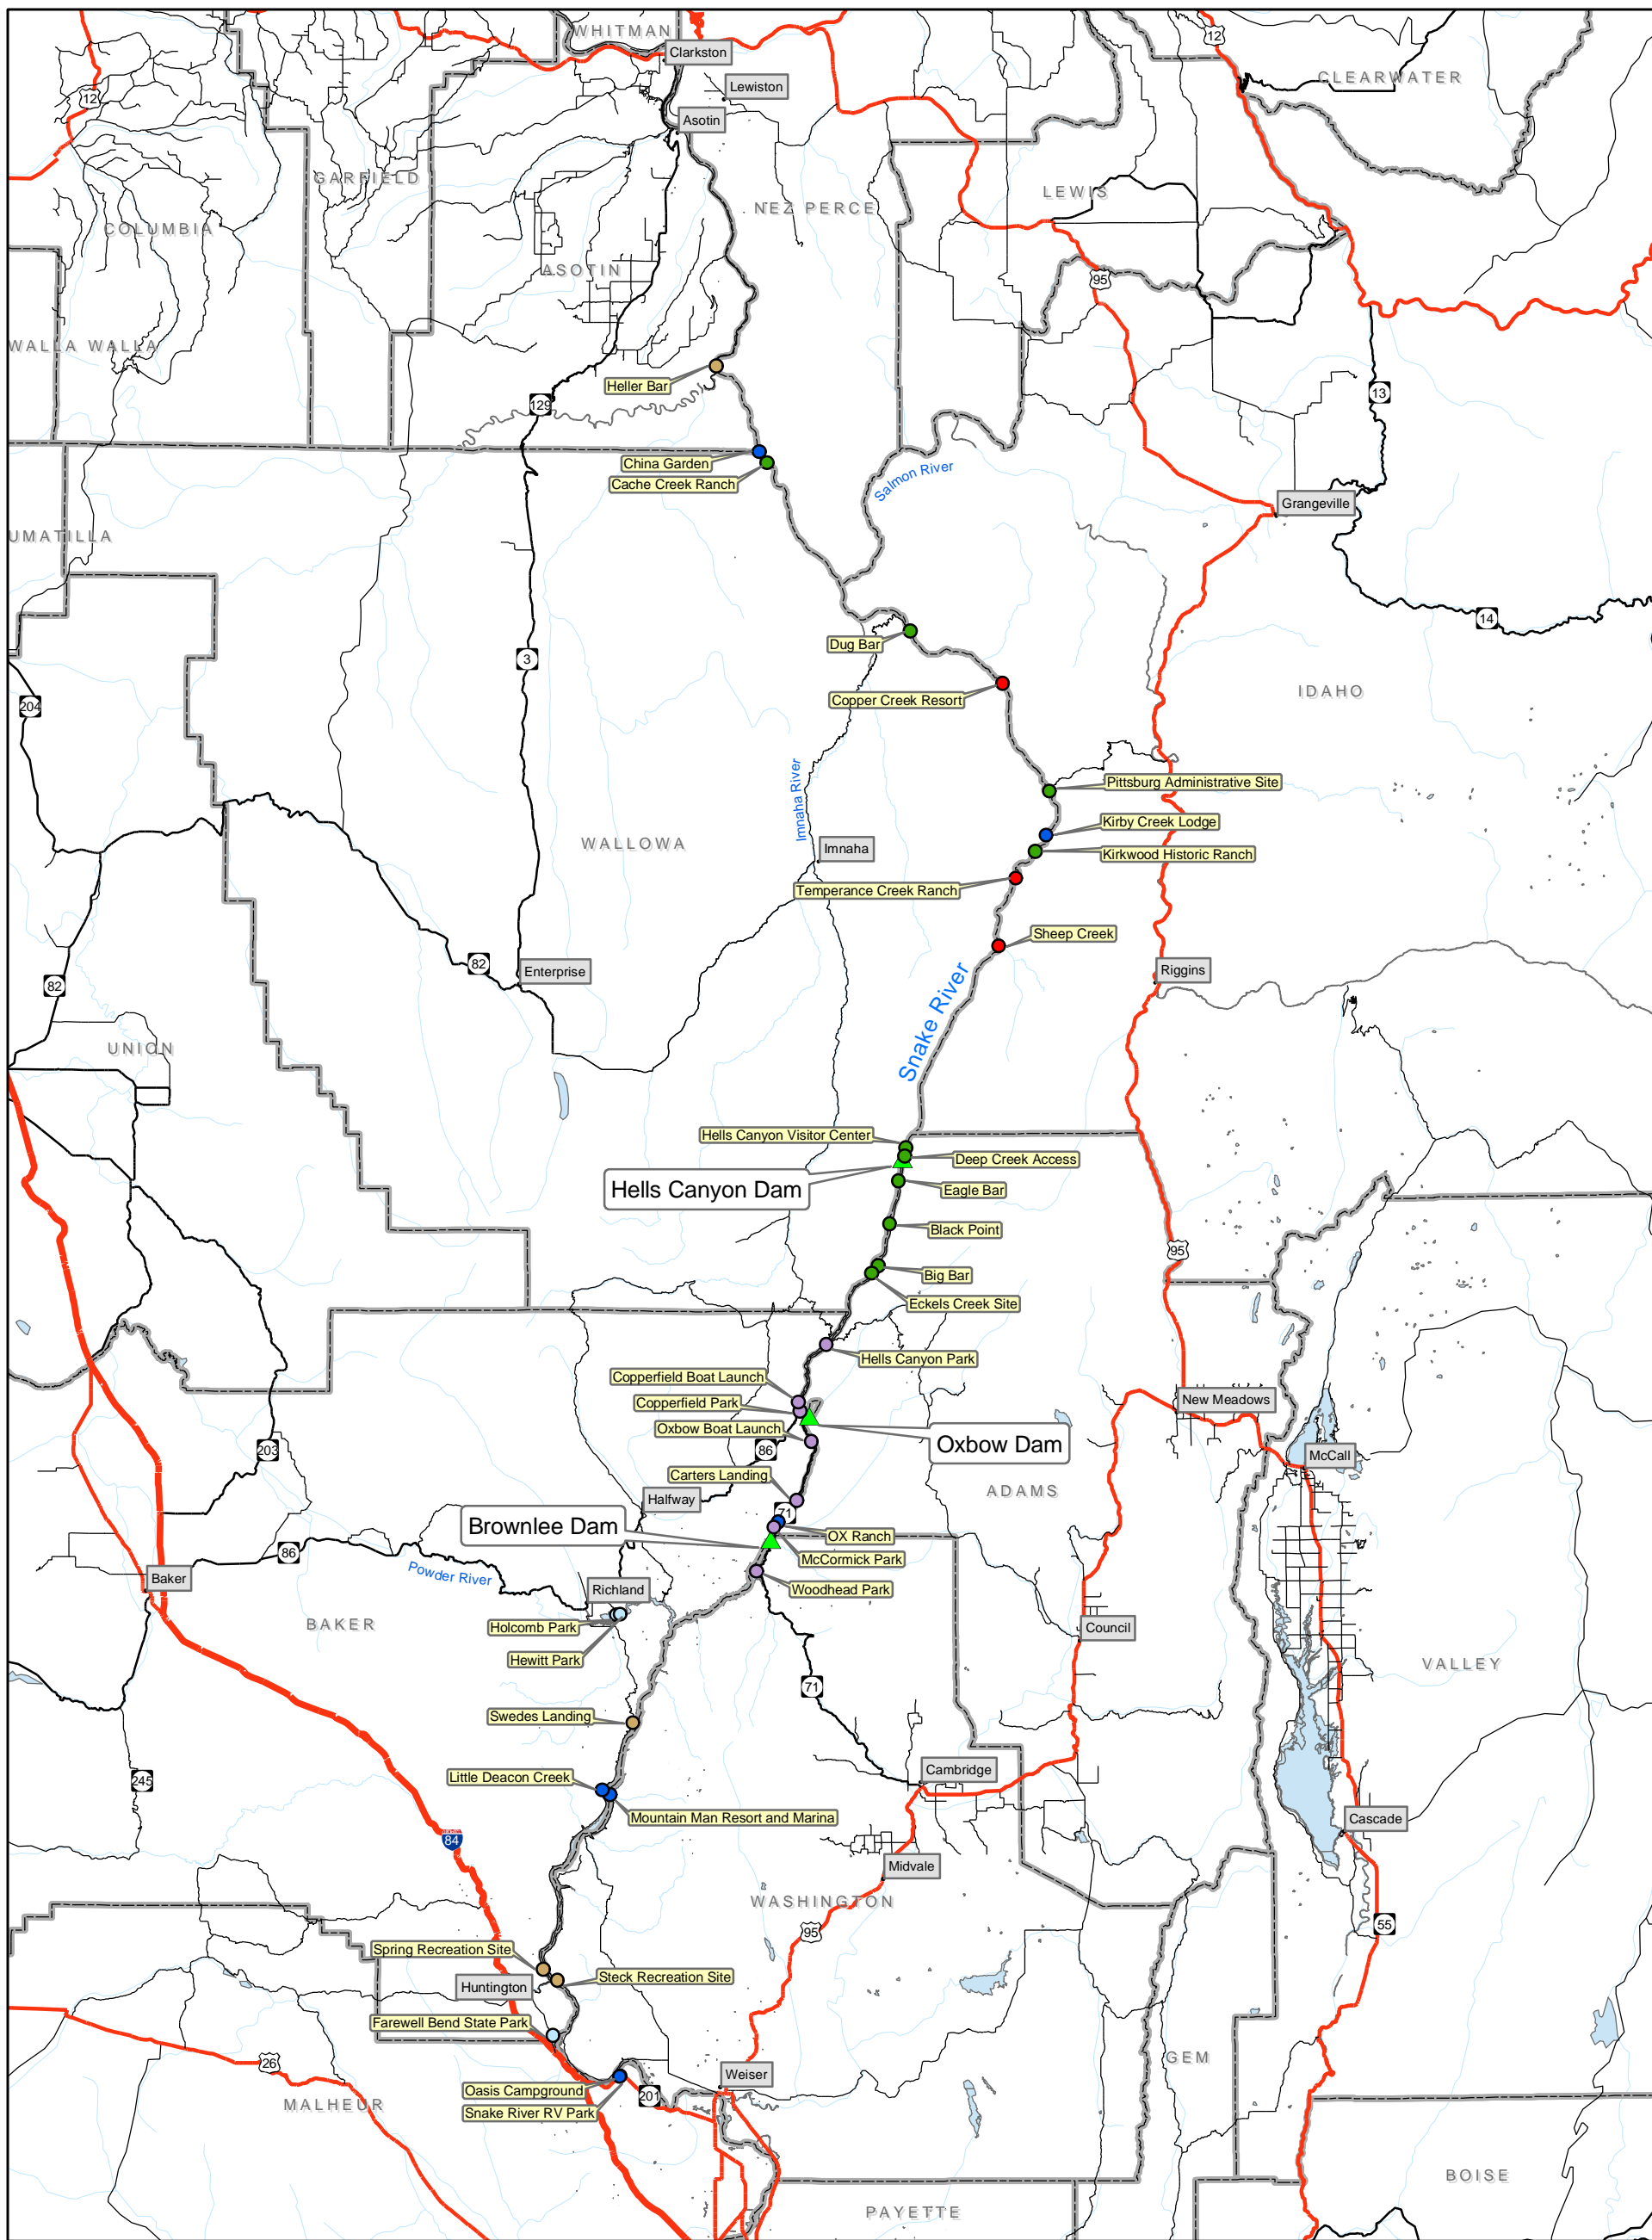 WHITMAN
12
Clarkston
CLEARWATER
Lewiston
12
Asotin
GARFIELD
LEWIS
NEZ PERCE
COLUMBIA
ASOTIN
95
WALLA WALLA
Heller Bar
13
129
China Garden
Salmon River
Cache Creek Ranch
Grangeville
UMATILLA
14
Dug Bar
3
IDAHO
Copper Creek Resort
204
Pittsburg Administrative Site
Imnaha River
Kirby Creek Lodge
WALLOWA
Imnaha
Kirkwood Historic Ranch
Temperance Creek Ranch
Sheep Creek
82
Enterprise
Riggins
82
Snake River
UNION
Hells Canyon Visitor Center
Deep Creek Access
Hells Canyon Dam
Eagle Bar
Black Point
95
Big Bar
Eckels Creek Site
Hells Canyon Park
Copperfield Boat Launch
Copperfield Park
New Meadows
Oxbow Boat Launch
Oxbow Dam
203
86
McCall
Carters Landing
ADAMS
Halfway
71
Brownlee Dam
OX Ranch
86
McCormick Park
Baker
Powder River
Richland
Woodhead Park
BAKER
Holcomb Park
Council
Hewitt Park
VALLEY
71
Swedes Landing
Cambridge
Little Deacon Creek
245
Mountain Man Resort and Marina
Cascade
84
Midvale
WASHINGTON
55
95
Spring Recreation Site
Steck Recreation Site
Huntington
Farewell Bend State Park
GEM
26
Weiser
Oasis Campground
201
MALHEUR
Snake River RV Park
BOISE
PAYETTE